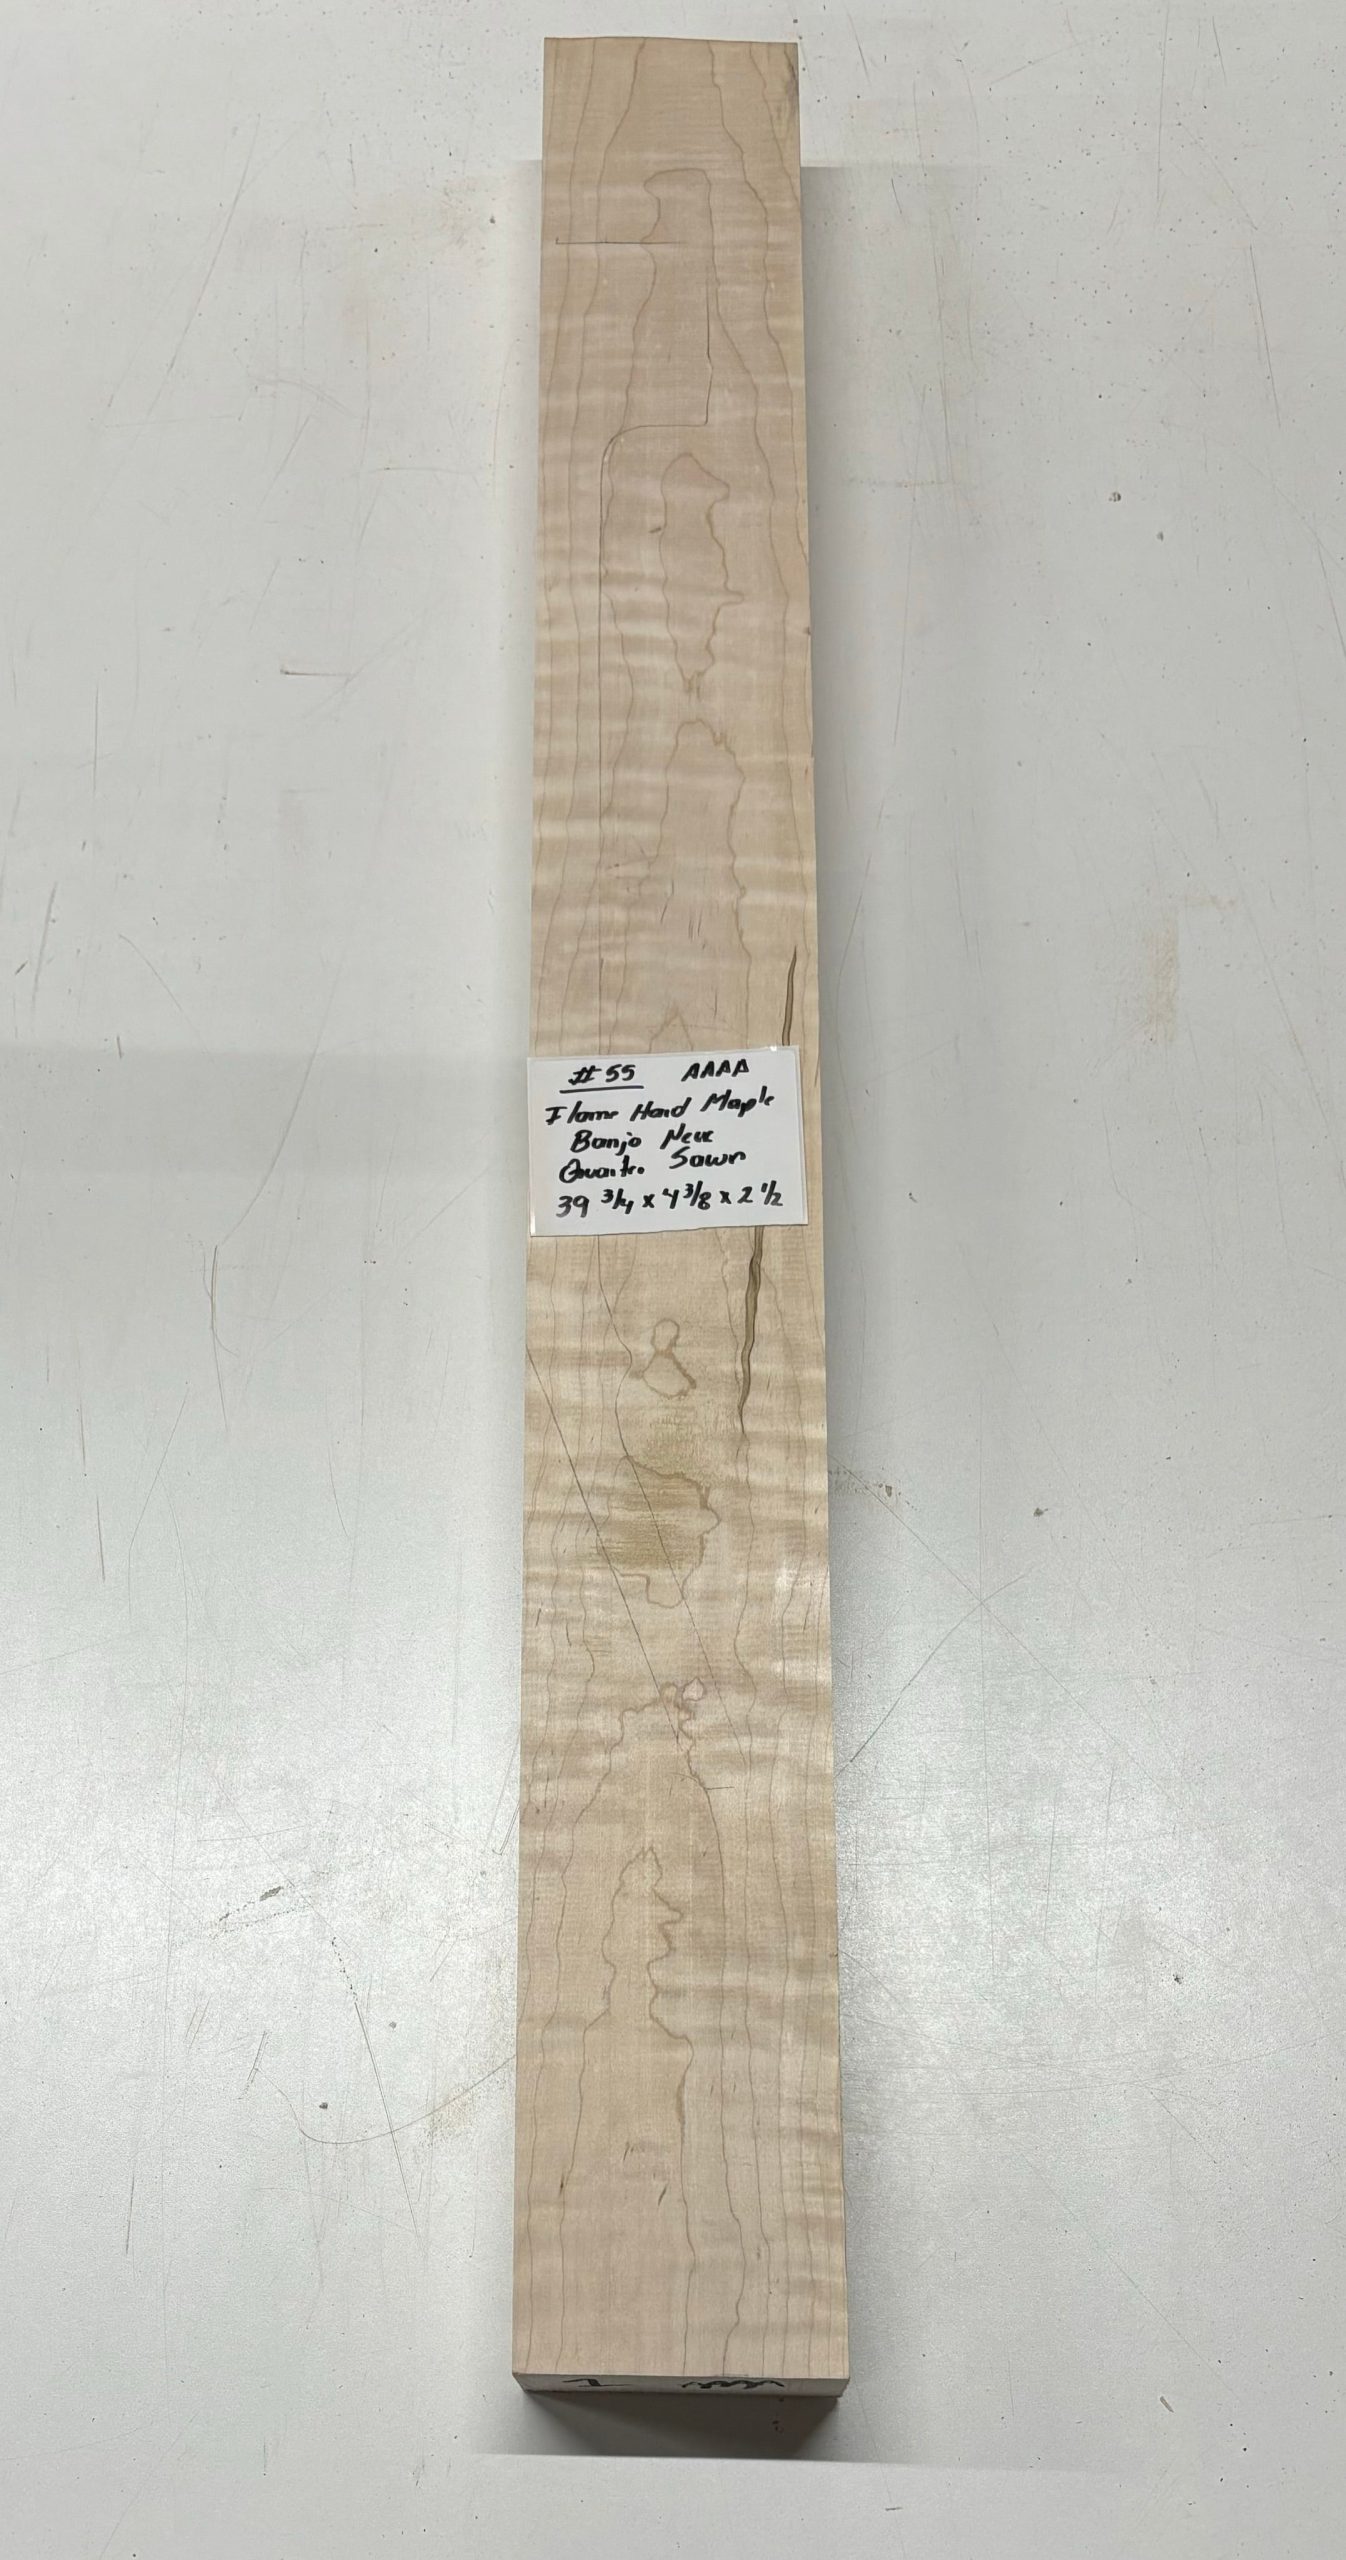 #55 AAAA
Flame Hard Maple
Banjo Neck
Quarter Sawn
39 3/4 x 4 3/8 x 2 1/2